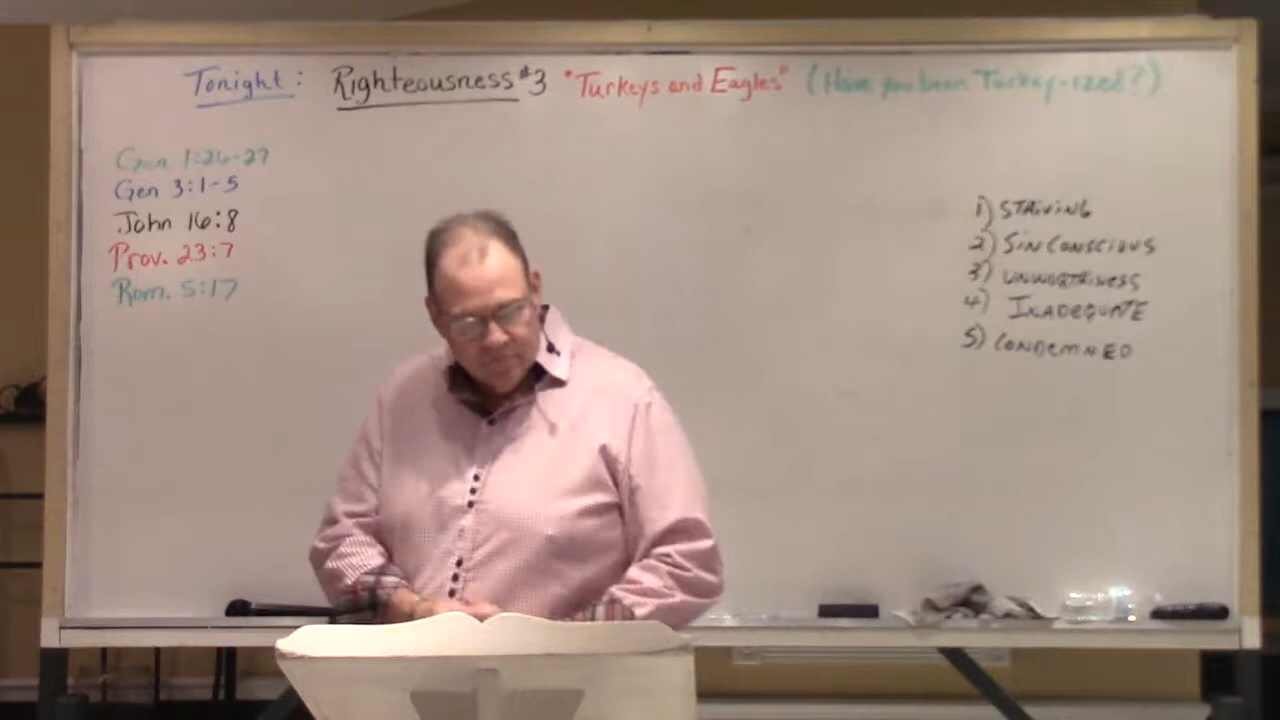 Tonight: Righteousness #3 "Turkeys and Eagles" (Have you been Turkey-ized?)
Gen 1:26-27
Gen 3:1-5
John 16:8
Prov. 23:7
Rom. 5:17
1) STRIVING
2) SIN CONSCIOUS
3) UNWORTHINESS
4) INADEQUATE
5) CONDEMNED